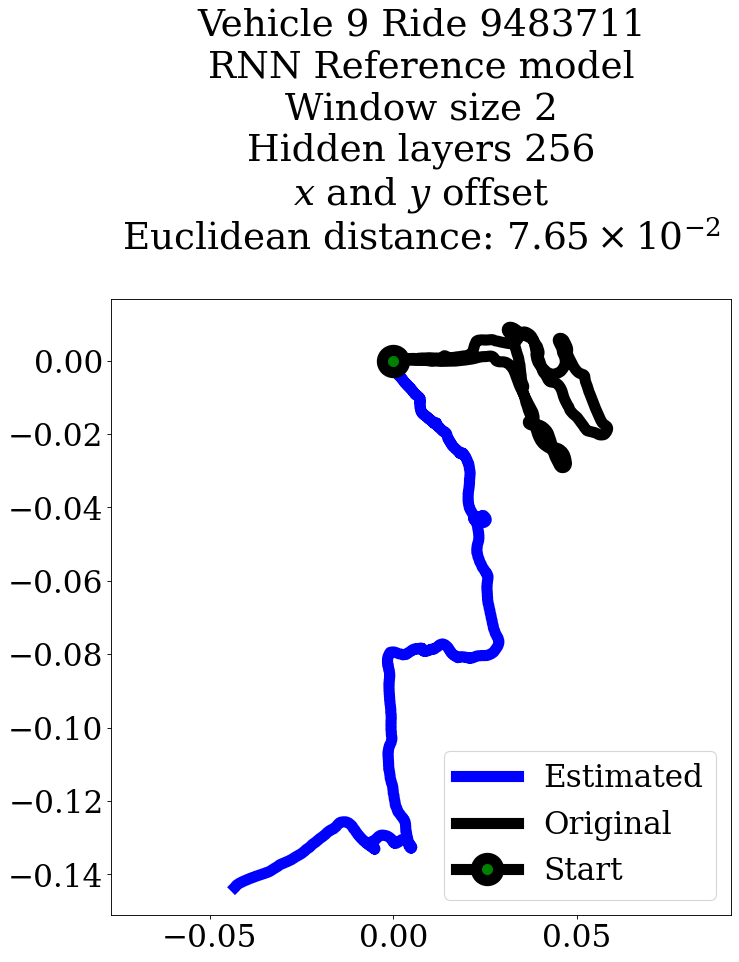 Vehicle 9 Ride 9483711
RNN Reference model
Window size 2
Hidden layers 256
x and y offset
Euclidean distance: 7.65 × 10⁻²
0.00
−0.02
−0.04
−0.06
−0.08
−0.10
−0.12
−0.14
Estimated
Original
Start
−0.05 0.00 0.05